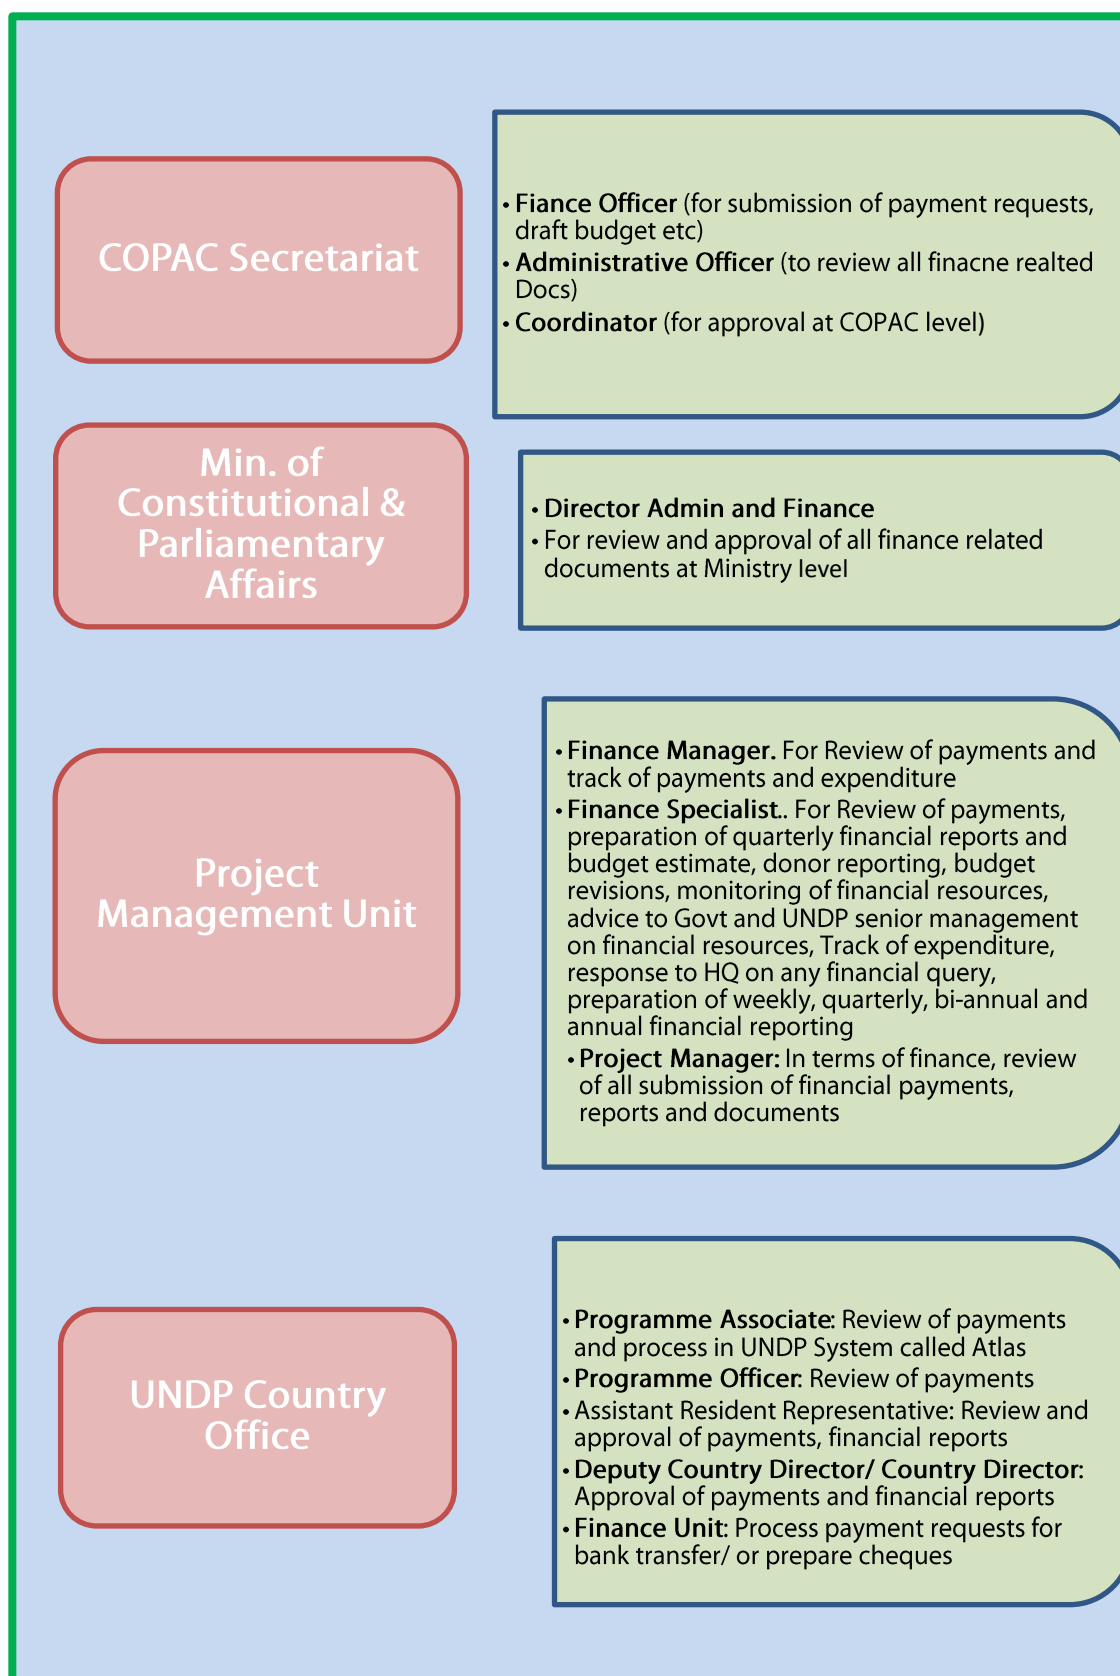 COPAC Secretariat
• Fiance Officer (for submission of payment requests,
draft budget etc)
• Administrative Officer (to review all finacne realted
Docs)
• Coordinator (for approval at COPAC level)
Min. of
Constitutional &
Parliamentary
Affairs
• Director Admin and Finance
• For review and approval of all finance related
documents at Ministry level
Project
Management Unit
• Finance Manager. For Review of payments and
track of payments and expenditure
• Finance Specialist.. For Review of payments,
preparation of quarterly financial reports and
budget estimate, donor reporting, budget
revisions, monitoring of financial resources,
advice to Govt and UNDP senior management
on financial resources, Track of expenditure,
response to HQ on any financial query,
preparation of weekly, quarterly, bi-annual and
annual financial reporting
• Project Manager: In terms of finance, review
of all submission of financial payments,
reports and documents
UNDP Country
Office
• Programme Associate: Review of payments
and process in UNDP System called Atlas
• Programme Officer: Review of payments
• Assistant Resident Representative: Review and
approval of payments, financial reports
• Deputy Country Director/ Country Director:
Approval of payments and financial reports
• Finance Unit: Process payment requests for
bank transfer/ or prepare cheques